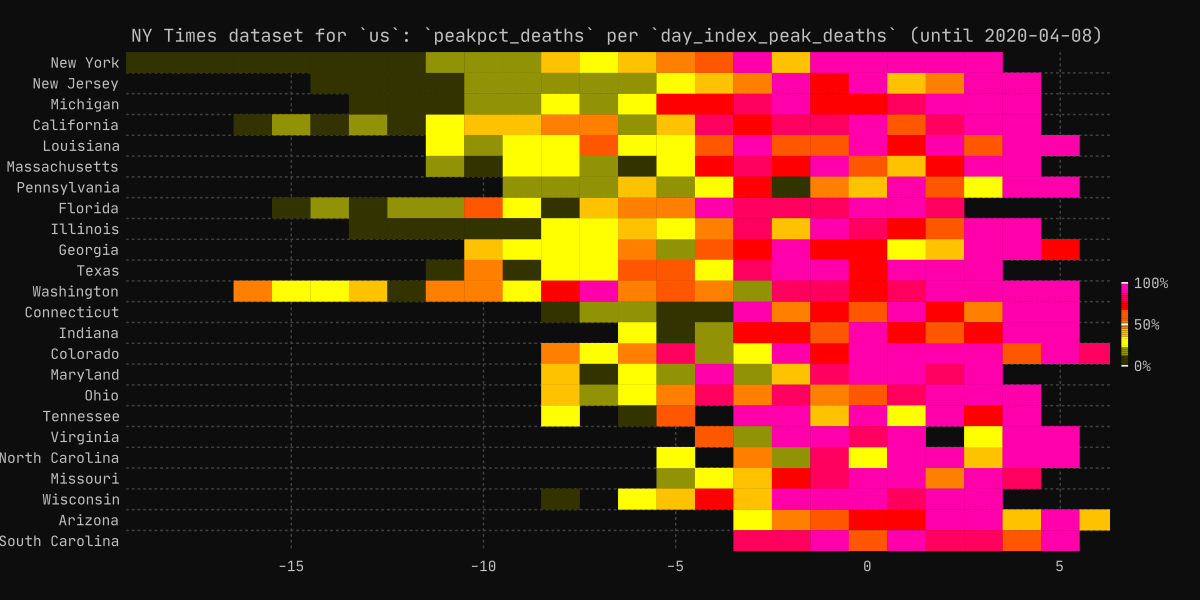 NY Times dataset for `us`: `peakpct_deaths` per `day_index_peak_deaths` (until 2020-04-08)
New York
New Jersey
Michigan
California
Louisiana
Massachusetts
Pennsylvania
Florida
Illinois
Georgia
Texas
Washington
Connecticut
Indiana
Colorado
Maryland
Ohio
Tennessee
Virginia
North Carolina
Missouri
Wisconsin
Arizona
South Carolina
100%
50%
0%
-15 -10 -5 0 5